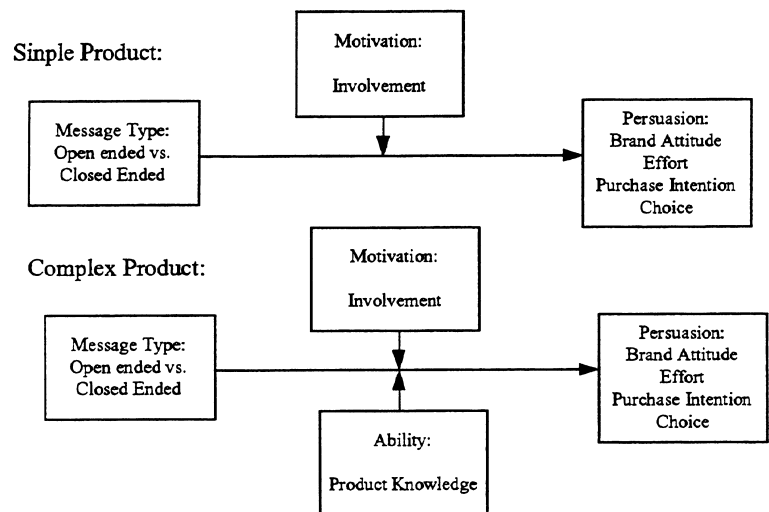 Sinple Product:
Motivation:
Involvement
Message Type:
Open ended vs.
Closed Ended
Persuasion:
Brand Attitude
Effort
Purchase Intention
Choice
Complex Product:
Motivation:
Involvement
Message Type:
Open ended vs.
Closed Ended
Persuasion:
Brand Attitude
Effort
Purchase Intention
Choice
Ability:
Product Knowledge